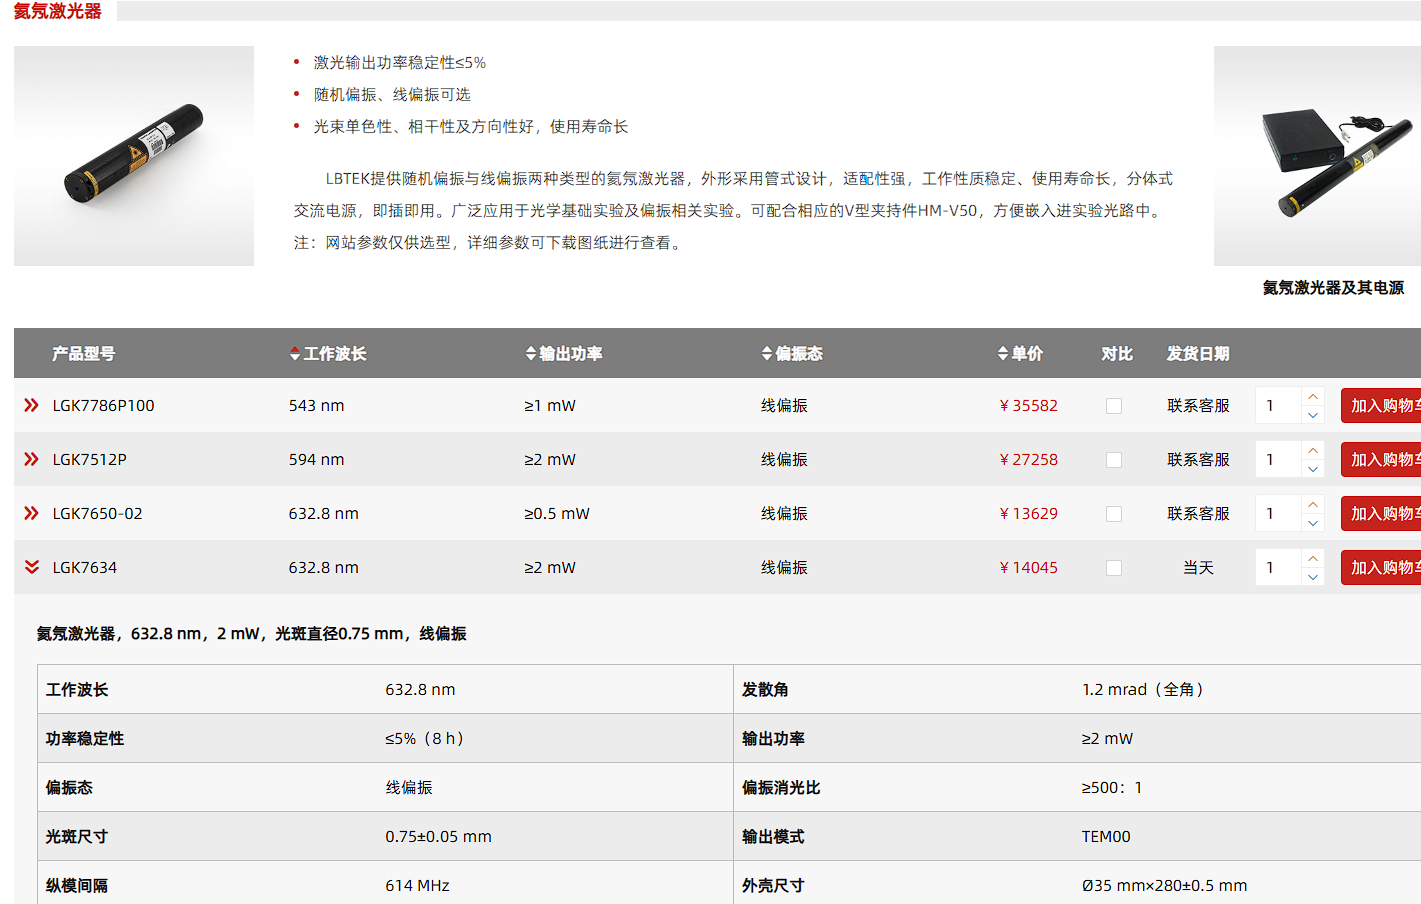 氦氖激光器
激光输出功率稳定性≤5%
随机偏振、线偏振可选
光束单色性、相干性及方向性好，使用寿命长
LBTEK提供随机偏振与线偏振两种类型的氦氖激光器，外形采用管式设计，适配性强，工作性质稳定、使用寿命长，分体式
交流电源，即插即用。广泛应用于光学基础实验及偏振相关实验。可配合相应的V型夹持件HM-V50，方便嵌入进实验光路中。
注：网站参数仅供选型，详细参数可下载图纸进行查看。
氦氖激光器及其电源
产品型号 工作波长 输出功率 偏振态 单价 对比 发货日期
LGK7786P100 543 nm ≥1 mW 线偏振 ¥35582 联系客服 1 加入购物车
LGK7512P 594 nm ≥2 mW 线偏振 ¥27258 联系客服 1 加入购物车
LGK7650-02 632.8 nm ≥0.5 mW 线偏振 ¥13629 联系客服 1 加入购物车
LGK7634 632.8 nm ≥2 mW 线偏振 ¥14045 当天 1 加入购物车
氦氖激光器，632.8 nm，2 mW，光斑直径0.75 mm，线偏振
工作波长 632.8 nm 发散角 1.2 mrad（全角）
功率稳定性 ≤5%（8 h） 输出功率 ≥2 mW
偏振态 线偏振 偏振消光比 ≥500：1
光斑尺寸 0.75±0.05 mm 输出模式 TEM00
纵模间隔 614 MHz 外壳尺寸 Ø35 mm×280±0.5 mm